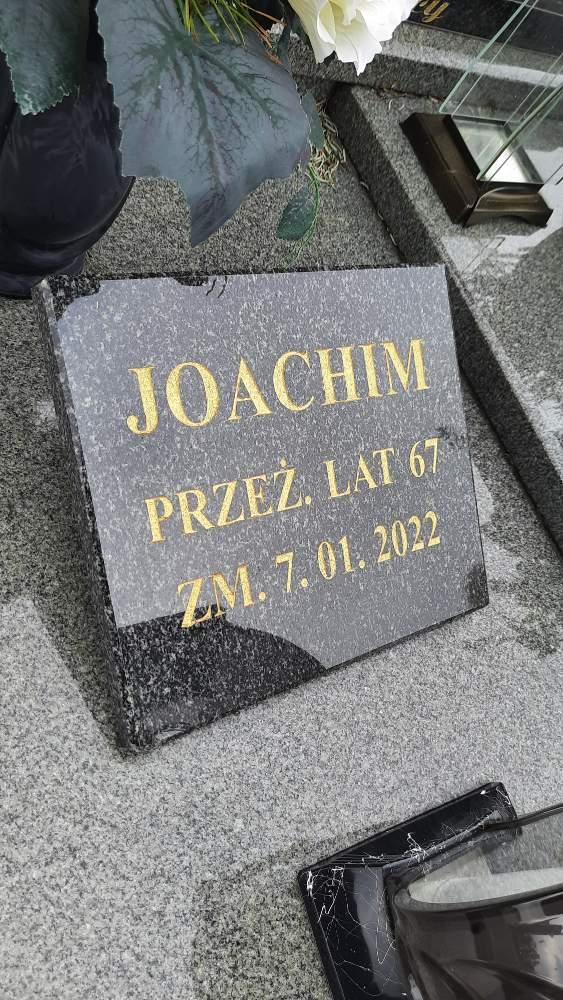 JOACHIM
PRZEŻ. LAT 67
ZM. 7. 01. 2022